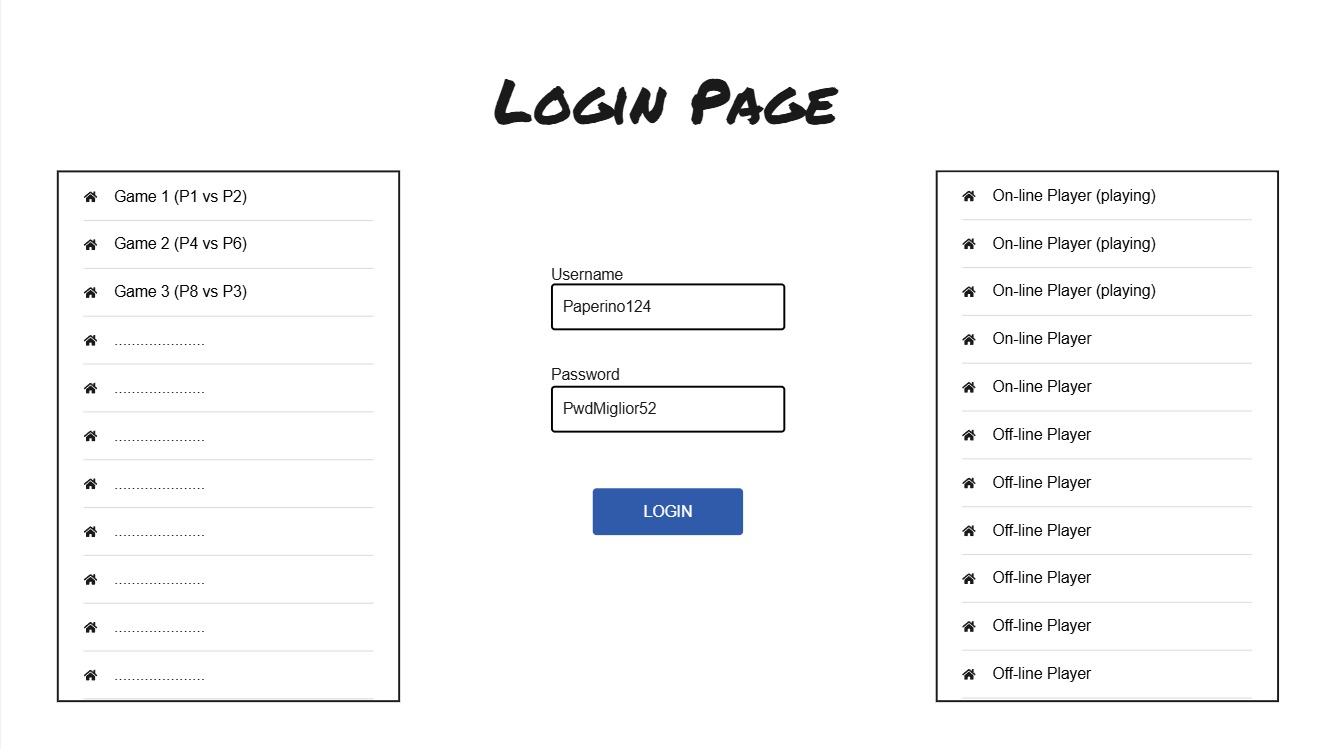 Login Page
Game 1 (P1 vs P2)
Game 2 (P4 vs P6)
Game 3 (P8 vs P3)
.....................
.....................
.....................
.....................
.....................
.....................
.....................
.....................
Username
Paperino124
Password
PwdMiglior52
LOGIN
On-line Player (playing)
On-line Player (playing)
On-line Player (playing)
On-line Player
On-line Player
Off-line Player
Off-line Player
Off-line Player
Off-line Player
Off-line Player
Off-line Player